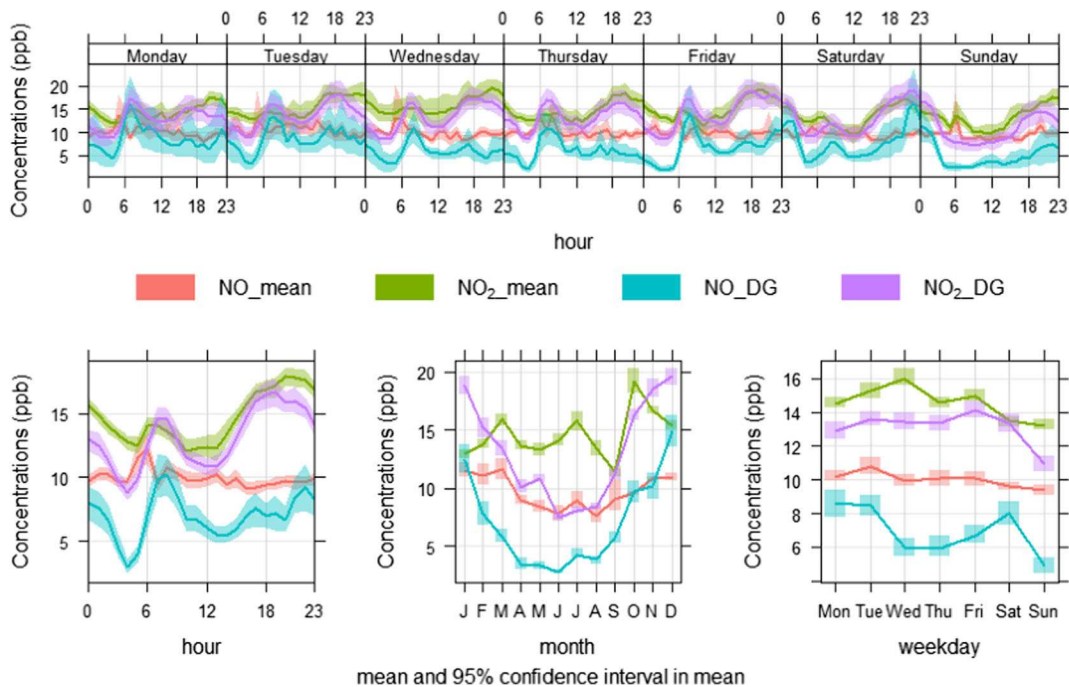 0 6 12 18 23 0 6 12 18 23 0 6 12 18 23
Monday Tuesday Wednesday Thursday Friday Saturday Sunday
Concentrations (ppb)
20
15
10
5
0 6 12 18 23 0 6 12 18 23 0 6 12 18 23 0 6 12 18 23
hour
NO_mean NO₂_mean NO_DG NO₂_DG
Concentrations (ppb)
15
10
5
0 6 12 18 23
hour
Concentrations (ppb)
20
15
10
5
J F M A M J J A S O N D
month
Concentrations (ppb)
16
14
12
10
8
6
Mon Tue Wed Thu Fri Sat Sun
weekday
mean and 95% confidence interval in mean